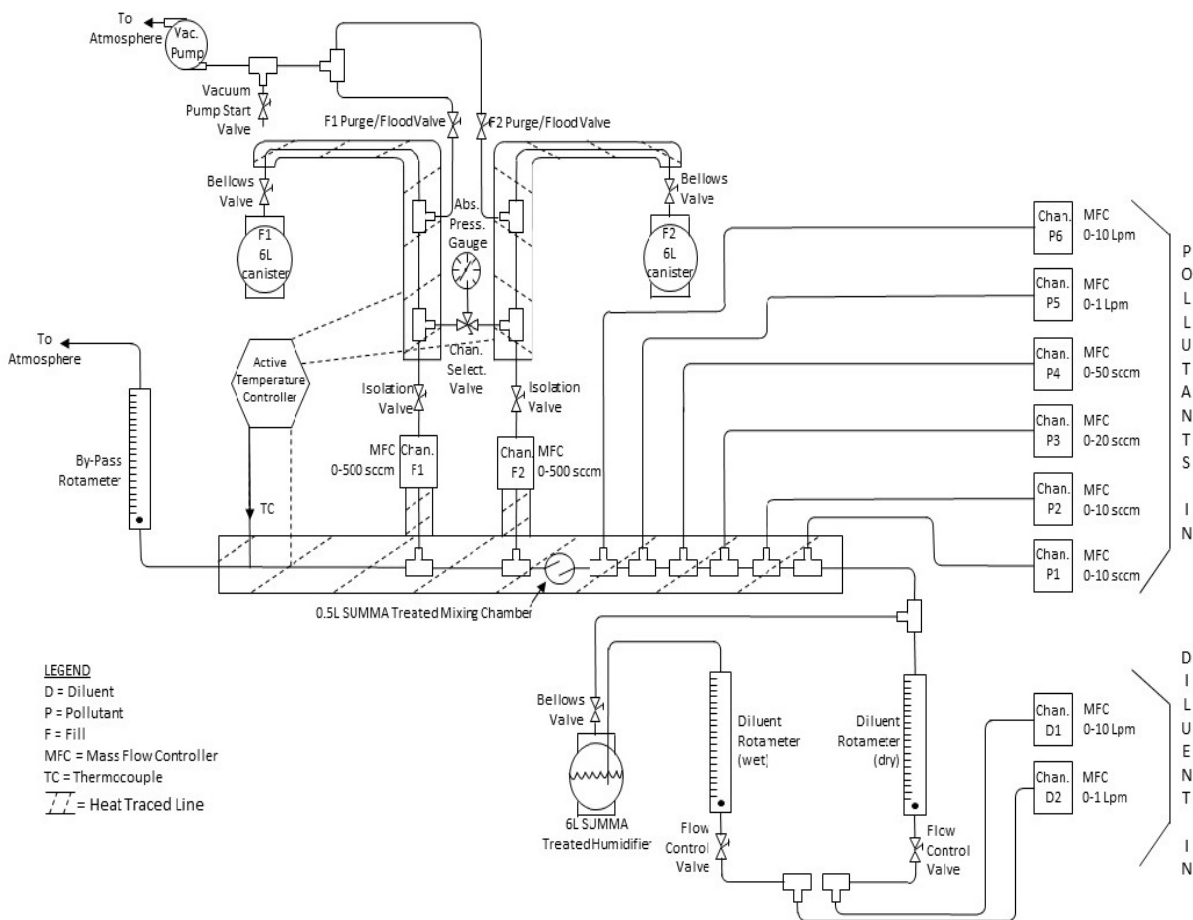 To
Atmosphere
Vac.
Pump
Vacuum
Pump Start
Valve
F1 Purge/Flood Valve
F2 Purge/Flood Valve
Bellows
Valve
F1
6L
canister
Abs.
Press.
Gauge
Bellows
Valve
F2
6L
canister
To
Atmosphere
Active
Temperature
Controller
Chan.
Select.
Valve
Isolation
Valve
Isolation
Valve
By-Pass
Rotameter
TC
MFC
0-500 sccm
Chan.
F1
Chan.
F2
MFC
0-500 sccm
0.5L SUMMA Treated Mixing Chamber
Chan.
P6
MFC
0-10 Lpm
Chan.
P5
MFC
0-1 Lpm
Chan.
P4
MFC
0-50 sccm
Chan.
P3
MFC
0-20 sccm
Chan.
P2
MFC
0-10 sccm
Chan.
P1
MFC
0-10 sccm
POLLUTANTS IN
LEGEND
D = Diluent
P = Pollutant
F = Fill
MFC = Mass Flow Controller
TC = Thermocouple
= Heat Traced Line
Bellows
Valve
6L SUMMA
Treated Humidifier
Diluent
Rotameter
(wet)
Diluent
Rotameter
(dry)
Flow
Control
Valve
Flow
Control
Valve
Chan.
D1
MFC
0-10 Lpm
Chan.
D2
MFC
0-1 Lpm
DILUENT IN